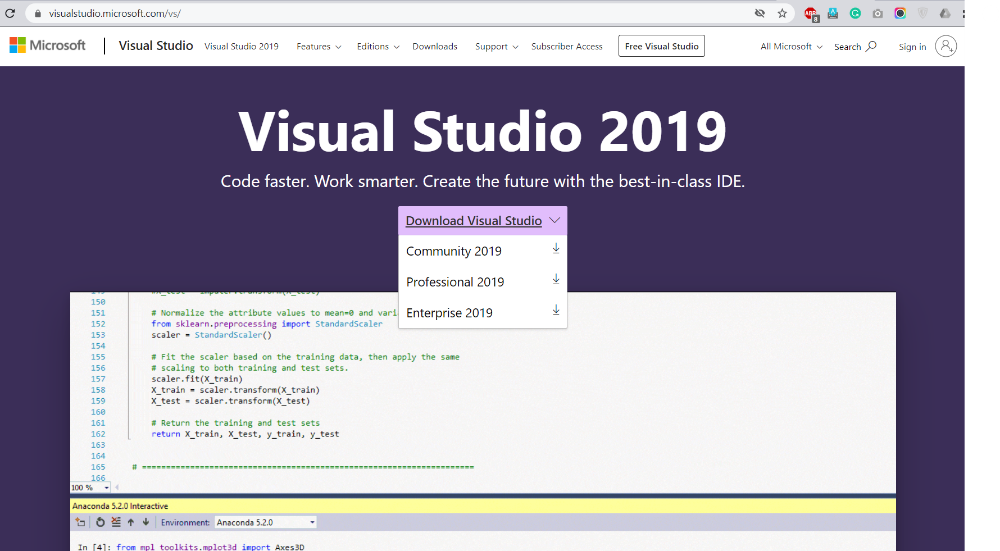 visualstudio.microsoft.com/vs/
ABP 8
Microsoft
Visual Studio
Visual Studio 2019
Features
Editions
Downloads
Support
Subscriber Access
Free Visual Studio
All Microsoft
Search
Sign in
Visual Studio 2019
Code faster. Work smarter. Create the future with the best-in-class IDE.
Download Visual Studio
Community 2019
Professional 2019
Enterprise 2019
149 #X_test = imputer.transform(X_test)
150
151 # Normalize the attribute values to mean=0 and vari
152 from sklearn.preprocessing import StandardScaler
153 scaler = StandardScaler()
154
155 # Fit the scaler based on the training data, then apply the same
156 # scaling to both training and test sets.
157 scaler.fit(X_train)
158 X_train = scaler.transform(X_train)
159 X_test = scaler.transform(X_test)
160
161 # Return the training and test sets
162 return X_train, X_test, y_train, y_test
163
164
165 # =====================================================================
166
100 %
Anaconda 5.2.0 Interactive
Environment: Anaconda 5.2.0
In [4]: from mpl_toolkits.mplot3d import Axes3D